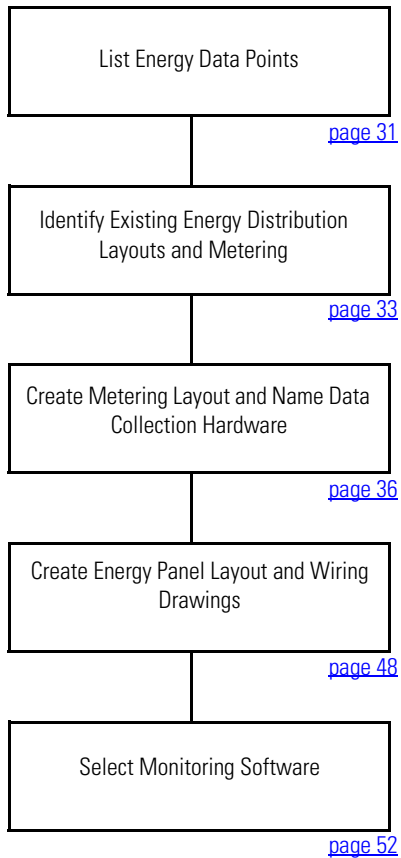 List Energy Data Points
page 31
Identify Existing Energy Distribution
Layouts and Metering
page 33
Create Metering Layout and Name Data
Collection Hardware
page 36
Create Energy Panel Layout and Wiring
Drawings
page 48
Select Monitoring Software
page 52